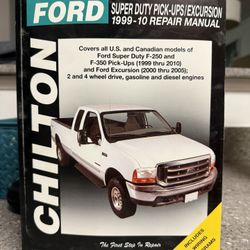 FORD
SUPER DUTY PICK-UPS/EXCURSION
1999-10 REPAIR MANUAL
Covers all U.S. and Canadian models of
Ford Super Duty F-250 and
F-350 Pick-Ups (1999 thru 2010)
and Ford Excursion (2000 thru 2005);
2 and 4 wheel drive, gasoline and diesel engines
CHILTON
The First Step In Repair
INCLUDES
WIRING